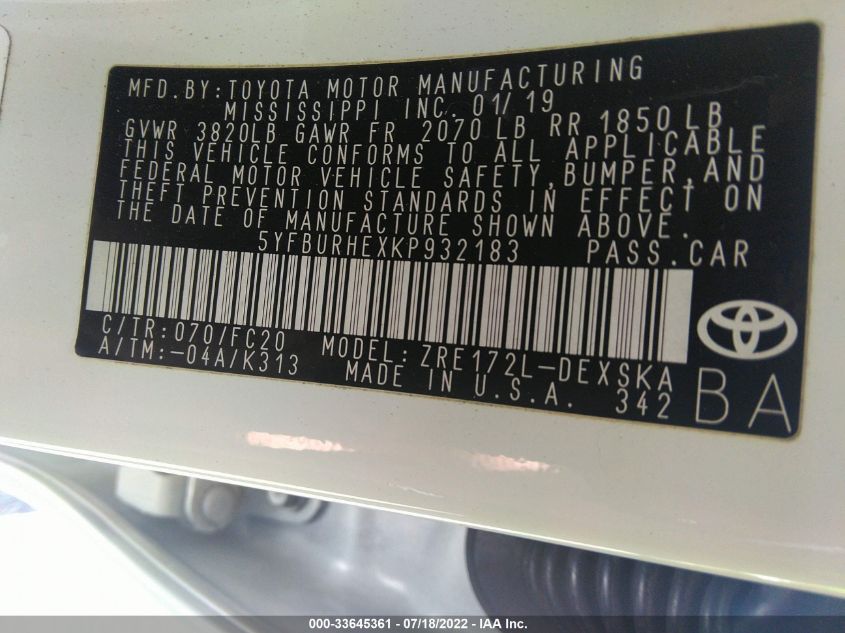 MFD.BY:TOYOTA MOTOR MANUFACTURING
MISSISSIPPI INC. 01/19
GVWR 3820LB GAWR FR 2070LB RR 1850LB
THIS VEHICLE CONFORMS TO ALL APPLICABLE
FEDERAL MOTOR VEHICLE SAFETY,BUMPER,AND
THEFT PREVENTION STANDARDS IN EFFECT ON
THE DATE OF MANUFACTURE SHOWN ABOVE.
5YFBURHEXKP932183 PASS.CAR
C/TR:070/FC20 MODEL:ZRE172L-DEXSKA
A/TM:-04A/K313 MADE IN U.S.A. 342
BA
000-33645361 - 07/18/2022 - IAA Inc.